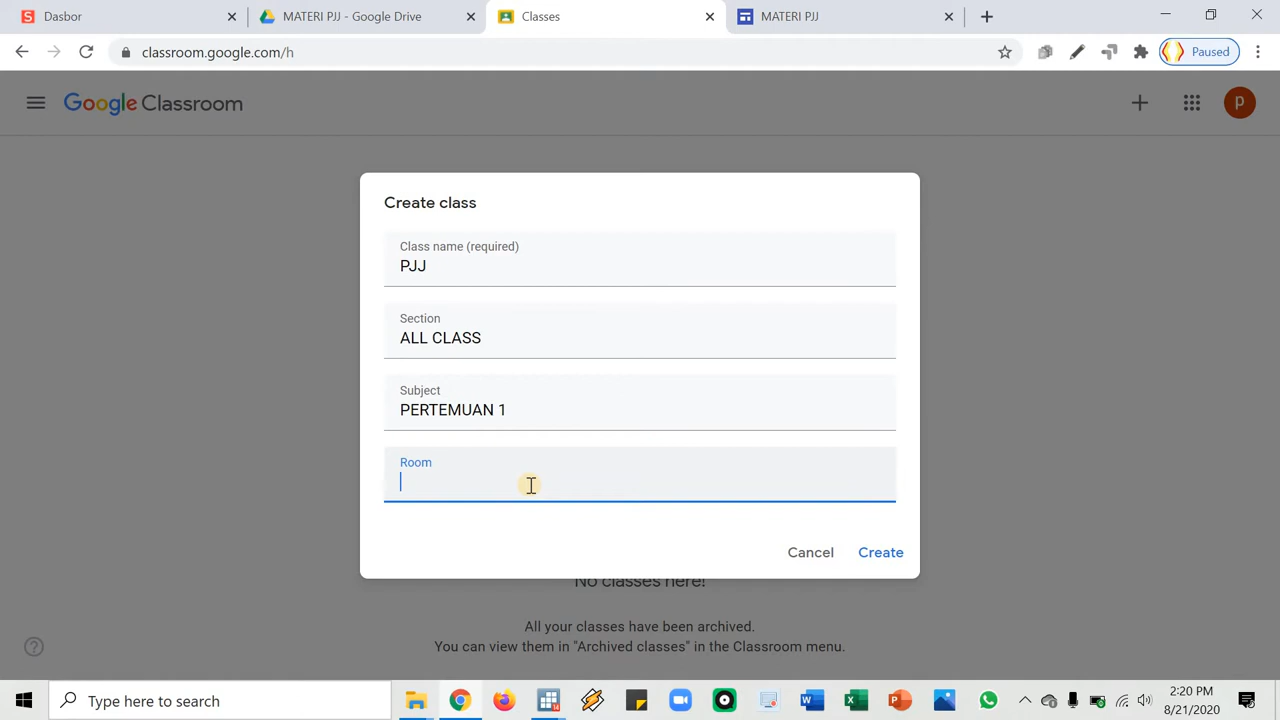 Dasbor
MATERI PJJ - Google Drive
Classes
MATERI PJJ
classroom.google.com/h
Paused
Google Classroom
p
Create class
Class name (required)
PJJ
Section
ALL CLASS
Subject
PERTEMUAN 1
Room
Cancel
Create
No classes here!
All your classes have been archived.
You can view them in "Archived classes" in the Classroom menu.
Type here to search
2:20 PM
8/21/2020